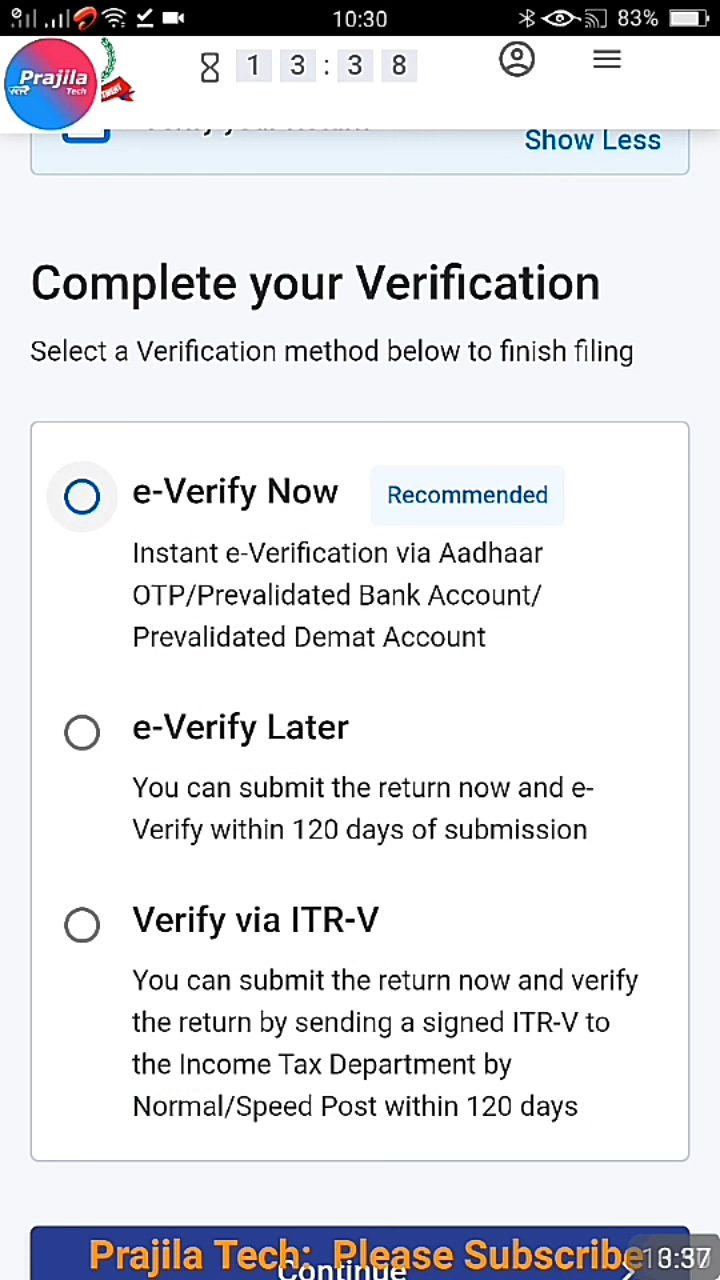 10:30
83%
Prajila
Tech
1 3 : 3 8
Show Less
Complete your Verification
Select a Verification method below to finish filing
e-Verify Now
Recommended
Instant e-Verification via Aadhaar
OTP/Prevalidated Bank Account/
Prevalidated Demat Account
e-Verify Later
You can submit the return now and e-
Verify within 120 days of submission
Verify via ITR-V
You can submit the return now and verify
the return by sending a signed ITR-V to
the Income Tax Department by
Normal/Speed Post within 120 days
Prajila Tech: Please Subscribe
Continue